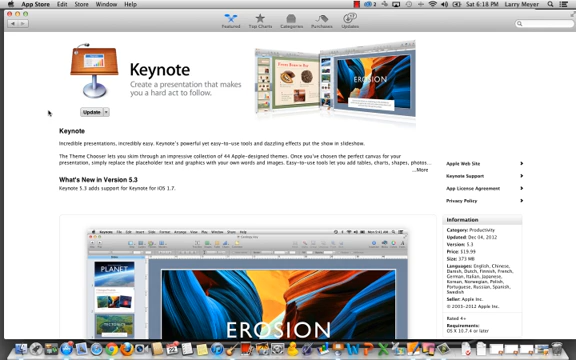 App Store Edit Store Window Help
Sat 6:18 PM Larry Meyer
Featured Top Charts Categories Purchases Updates
Keynote
Create a presentation that makes
you a hard act to follow.
EROSION
Update
Keynote
Incredible presentations, incredibly easy. Keynote's powerful yet easy-to-use tools and dazzling effects put the show in slideshow.
The Theme Chooser lets you skim through an impressive collection of 44 Apple-designed themes. Once you've chosen the perfect canvas for your
presentation, simply replace the placeholder text and graphics with your own words and images. Easy-to-use tools let you add tables, charts, shapes, photos...
...More
What's New in Version 5.3
Keynote 5.3 adds support for Keynote for iOS 1.7.
Apple Web Site
Keynote Support
App License Agreement
Privacy Policy
Information
Category: Productivity
Updated: Dec 04, 2012
Version: 5.3
Price: $19.99
Size: 373 MB
Languages: English, Chinese,
Danish, Dutch, Finnish, French,
German, Italian, Japanese,
Korean, Norwegian, Polish,
Portuguese, Russian, Spanish,
Swedish
Seller: Apple Inc.
Rated 4+
Requirements:
OS X 10.7.4 or later
PLANET
EROSION